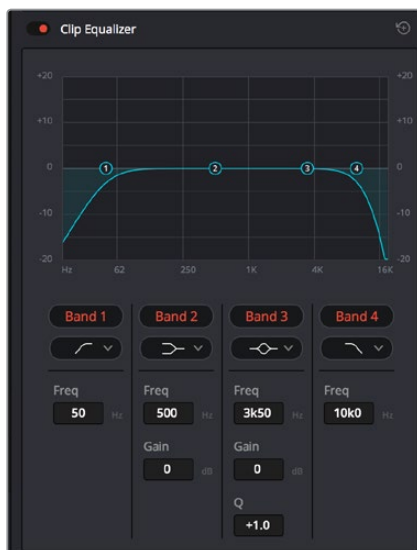 Clip Equalizer
+20 +20
+10 +10
0 1 2 3 4 0
-10 -10
-20 -20
Hz 62 250 1K 4K 16K
Band 1 Band 2 Band 3 Band 4
Freq Freq Freq Freq
50 Hz 500 Hz 3k50 Hz 10k0 Hz
Gain Gain
0 dB 0 dB
Q
+1.0